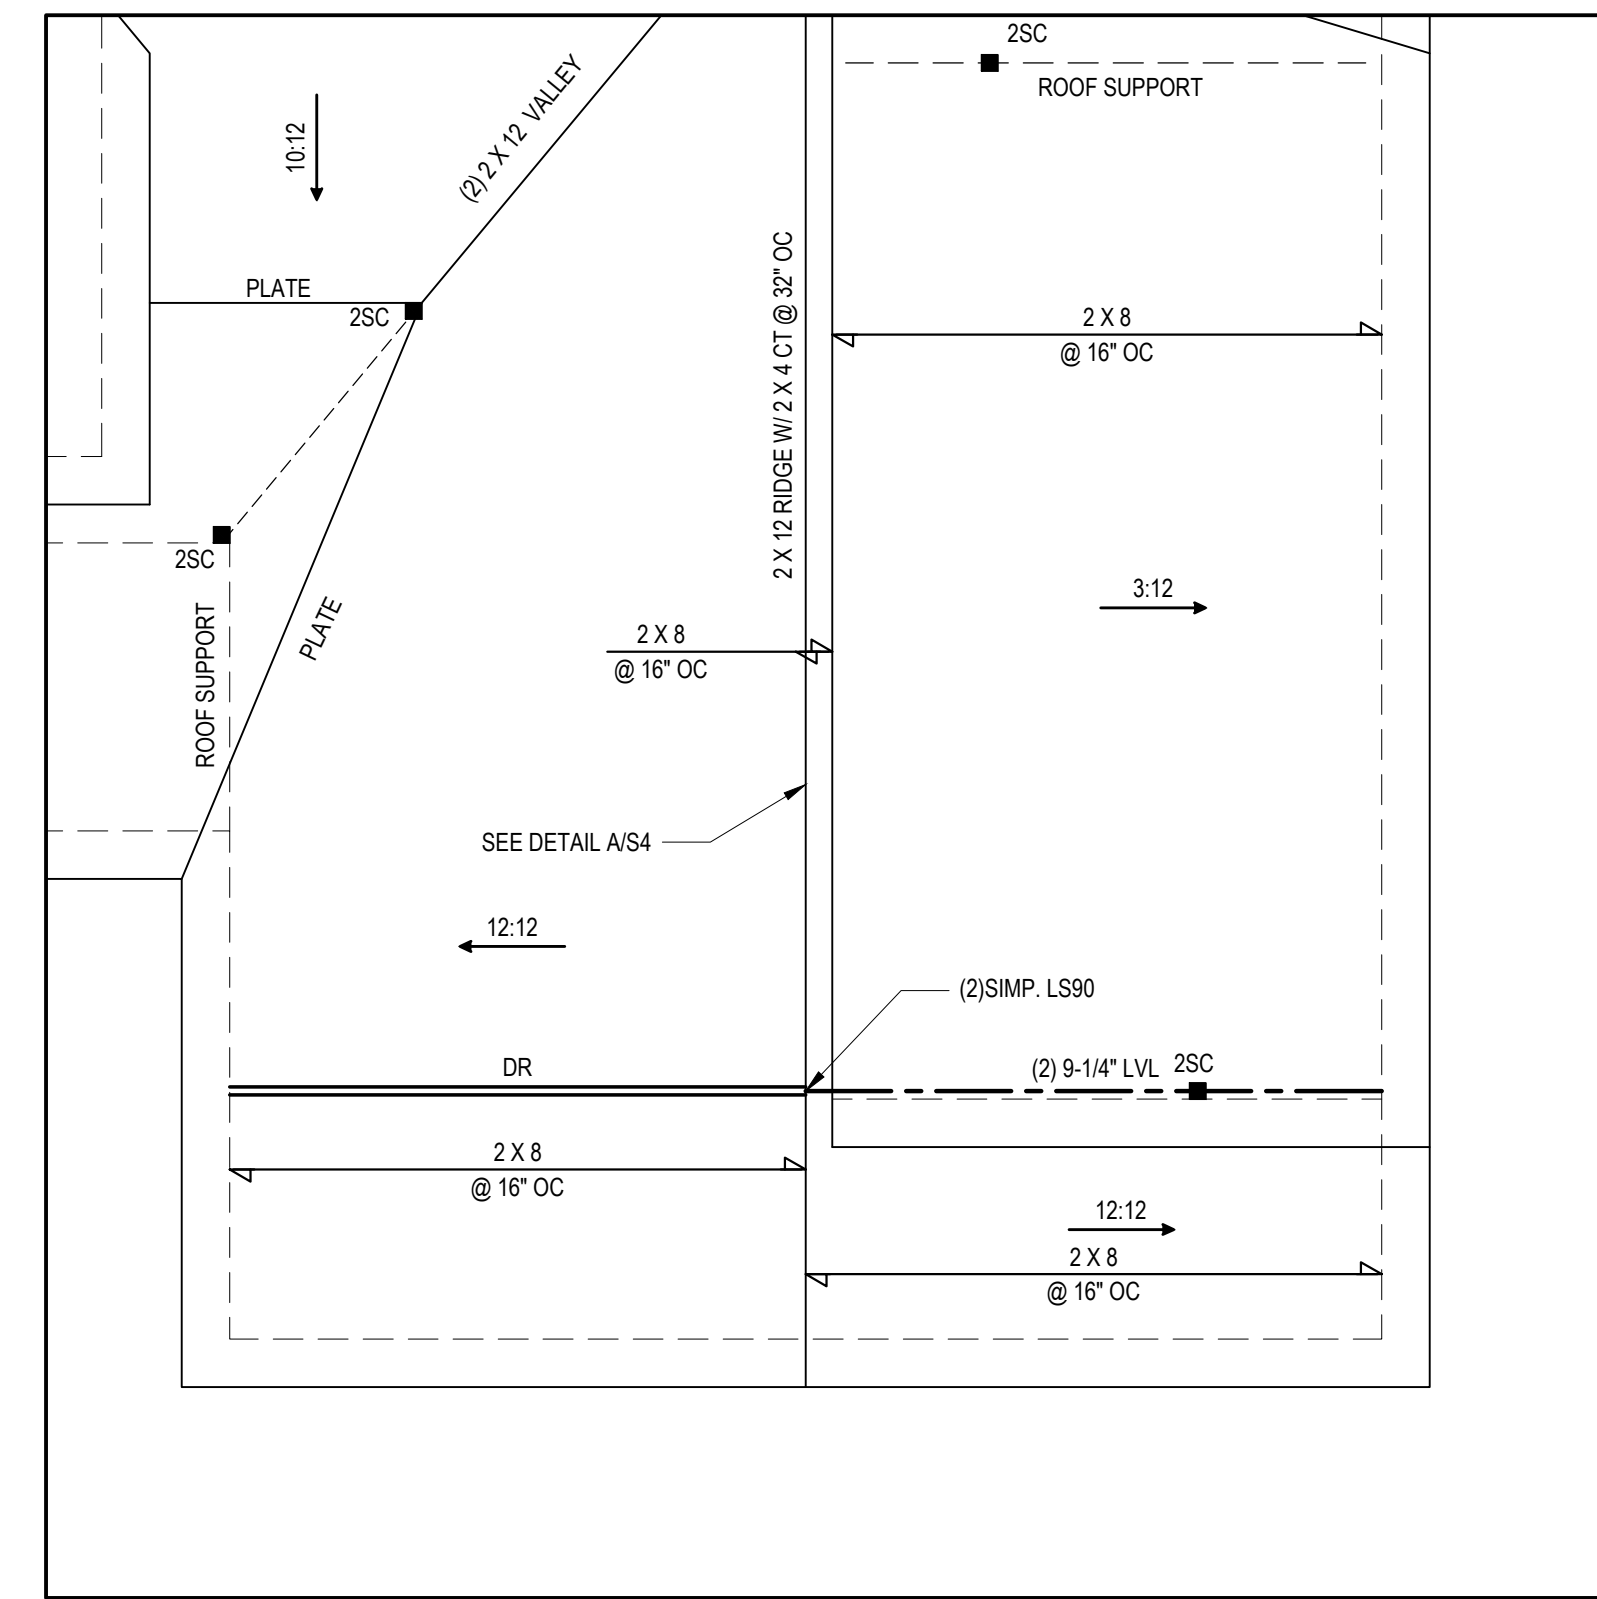 2SC
ROOF SUPPORT
10:12
(2) 2 X 12 VALLEY
PLATE
2SC
2 X 12 RIDGE W/ 2 X 4 CT @ 32" OC
2 X 8
@ 16" OC
2SC
ROOF SUPPORT
PLATE
3:12
2 X 8
@ 16" OC
SEE DETAIL A/S4
12:12
(2)SIMP. LS90
DR
(2) 9-1/4" LVL
2SC
2 X 8
@ 16" OC
12:12
2 X 8
@ 16" OC